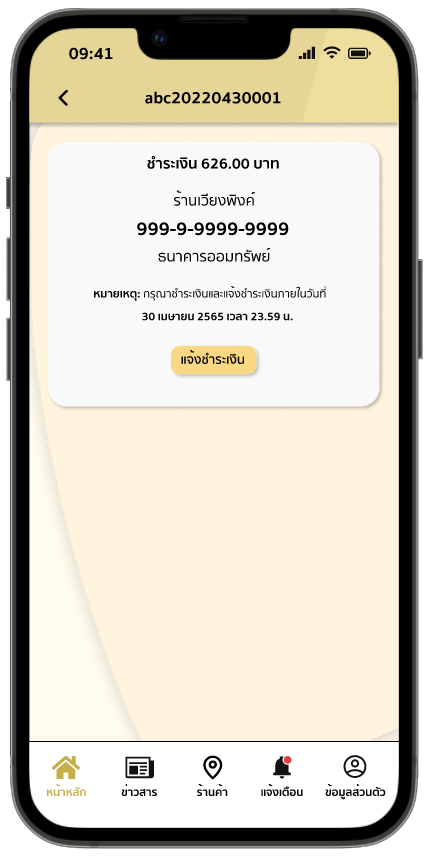 09:41
abc20220430001
ชำระเงิน 626.00 บาท
ร้านเวียงพิงค์
999-9-9999-9999
ธนาคารออมทรัพย์
หมายเหตุ: กรุณาชำระเงินและแจ้งชำระเงินภายในวันที่
30 เมษายน 2565 เวลา 23.59 น.
แจ้งชำระเงิน
หน้าหลัก ข่าวสาร ร้านค้า แจ้งเตือน ข้อมูลส่วนตัว